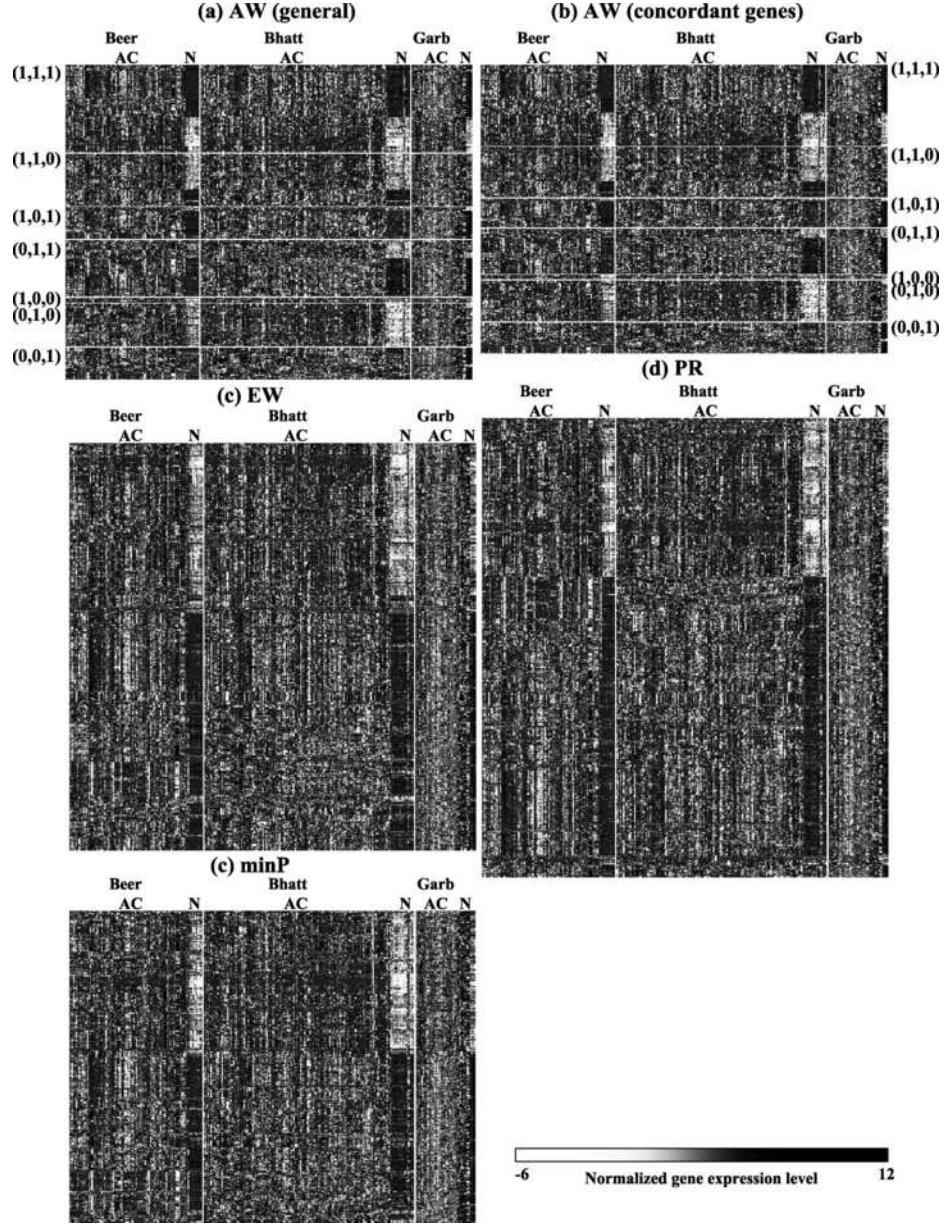 (a) AW (general)
Beer Bhatt Garb
AC N AC N AC N
(1,1,1)
(1,1,0)
(1,0,1)
(0,1,1)
(1,0,0)
(0,1,0)
(0,0,1)
(b) AW (concordant genes)
Beer Bhatt Garb
AC N AC N AC N
(1,1,1)
(1,1,0)
(1,0,1)
(0,1,1)
(1,0,0)
(0,1,0)
(0,0,1)
(c) EW
Beer Bhatt Garb
AC N AC N AC N
(d) PR
Beer Bhatt Garb
AC N AC N AC N
(c) minP
Beer Bhatt Garb
AC N AC N AC N
-6 Normalized gene expression level 12